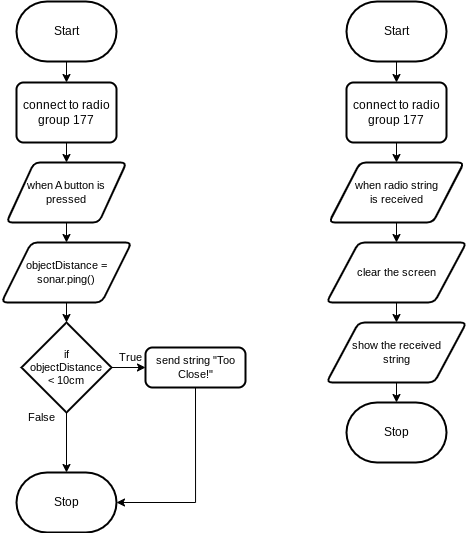 Start
connect to radio
group 177
when A button is
pressed
objectDistance =
sonar.ping()
if
objectDistance
< 10cm
True
send string "Too
Close!"
False
Stop
Start
connect to radio
group 177
when radio string
is received
clear the screen
show the received
string
Stop